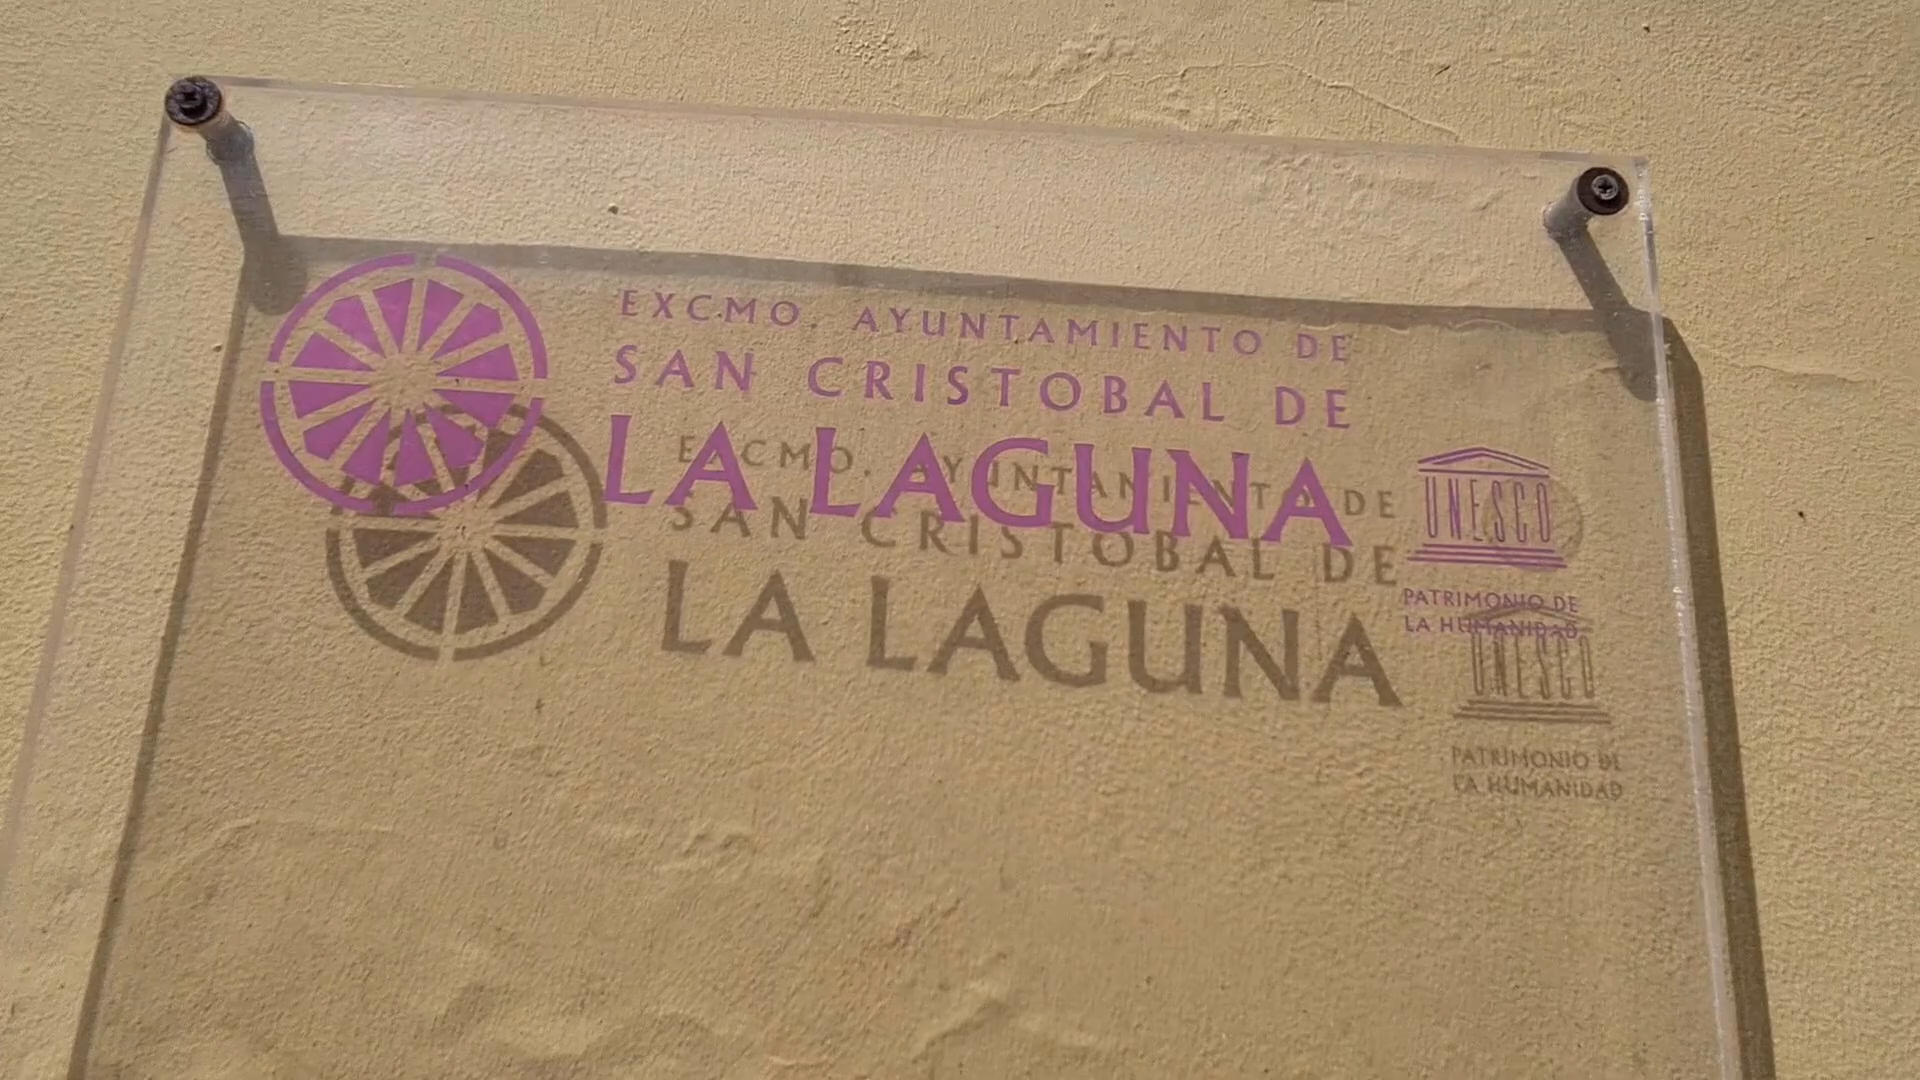 EXCMO. AYUNTAMIENTO DE
SAN CRISTOBAL DE
LA LAGUNA
UNESCO
PATRIMONIO DE
LA HUMANIDAD